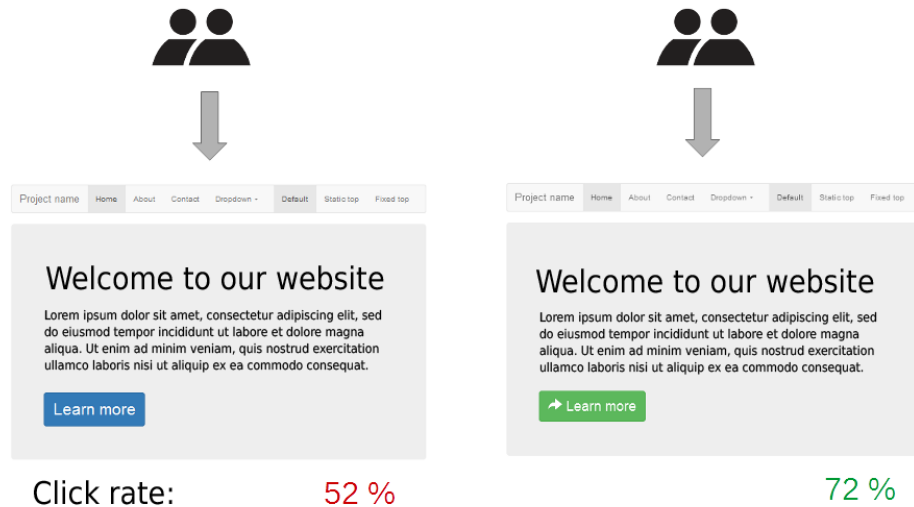 Project name Home About Contact Dropdown Default Static top Fixed top
Welcome to our website
Lorem ipsum dolor sit amet, consectetur adipiscing elit, sed
do eiusmod tempor incididunt ut labore et dolore magna
aliqua. Ut enim ad minim veniam, quis nostrud exercitation
ullamco laboris nisi ut aliquip ex ea commodo consequat.
Learn more
Click rate: 52 %
Project name Home About Contact Dropdown Default Static top Fixed top
Welcome to our website
Lorem ipsum dolor sit amet, consectetur adipiscing elit, sed
do eiusmod tempor incididunt ut labore et dolore magna
aliqua. Ut enim ad minim veniam, quis nostrud exercitation
ullamco laboris nisi ut aliquip ex ea commodo consequat.
Learn more
72 %